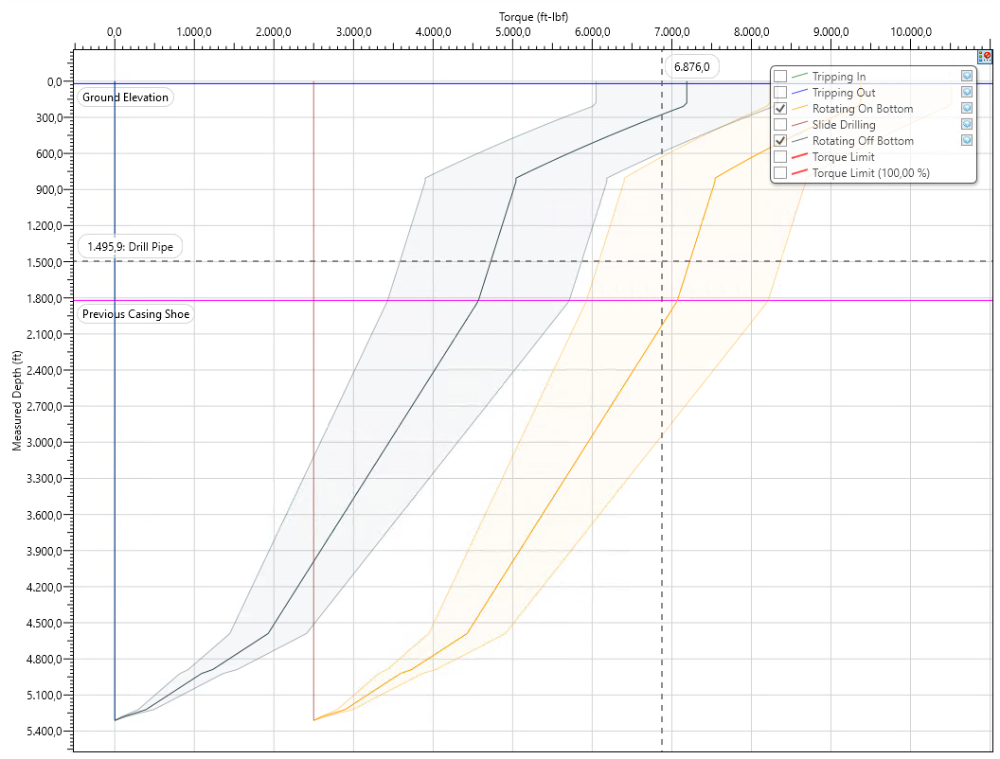 Torque (ft-lbf)
0,0 1.000,0 2.000,0 3.000,0 4.000,0 5.000,0 6.000,0 7.000,0 8.000,0 9.000,0 10.000,0
6.876,0
Tripping In
Tripping Out
Rotating On Bottom
Slide Drilling
Rotating Off Bottom
Torque Limit
Torque Limit (100,00 %)
Measured Depth (ft)
0,0
Ground Elevation
300,0
600,0
900,0
1.200,0
1.495,9: Drill Pipe
1.500,0
1.800,0
Previous Casing Shoe
2.100,0
2.400,0
2.700,0
3.000,0
3.300,0
3.600,0
3.900,0
4.200,0
4.500,0
4.800,0
5.100,0
5.400,0